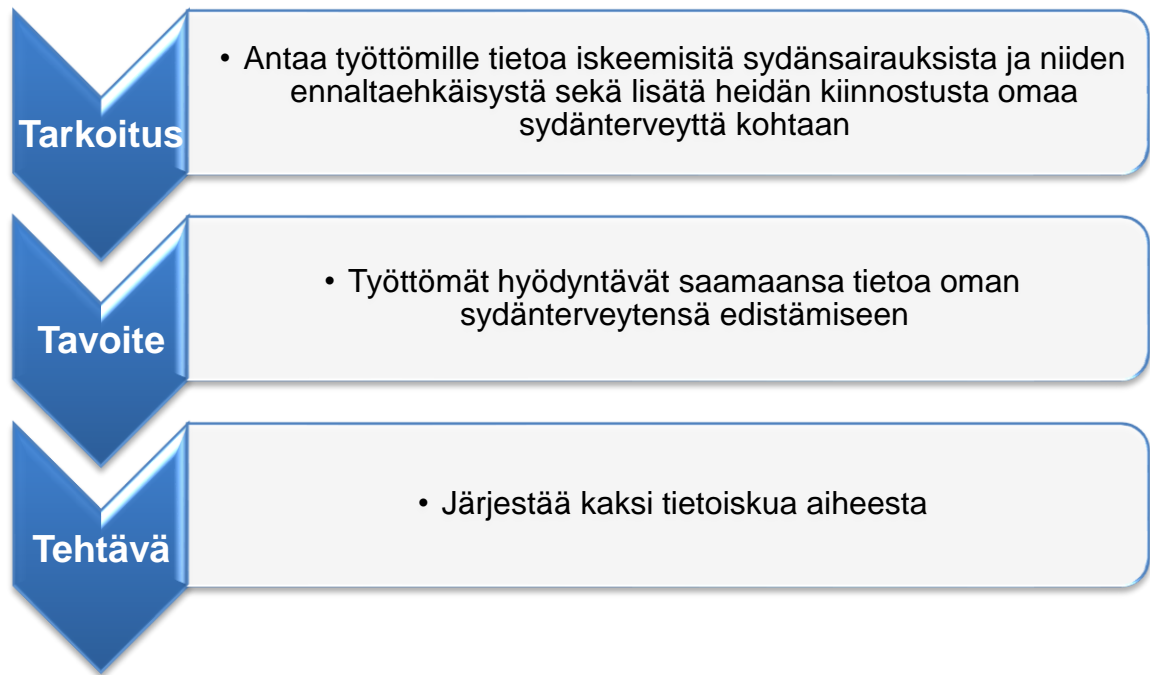 Tarkoitus
• Antaa työttömille tietoa iskeemisitä sydänsairauksista ja niiden
ennaltaehkäisystä sekä lisätä heidän kiinnostusta omaa
sydänterveyttä kohtaan
Tavoite
• Työttömät hyödyntävät saamaansa tietoa oman
sydänterveytensä edistämiseen
Tehtävä
• Järjestää kaksi tietoiskua aiheesta